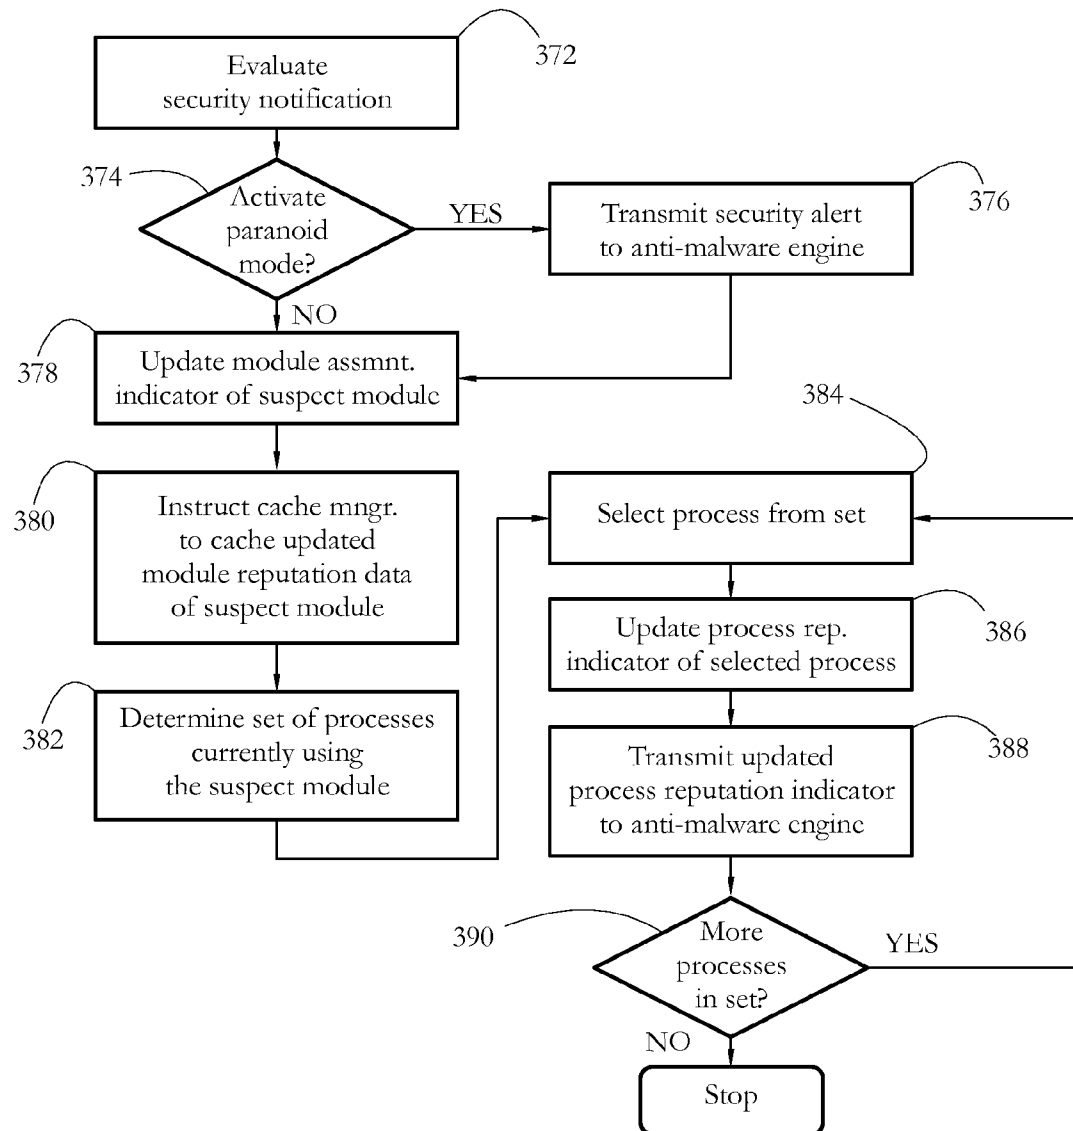 372
Evaluate
security notification
374
Activate
paranoid
mode?
YES
376
Transmit security alert
to anti-malware engine
NO
378
Update module assmnt.
indicator of suspect module
380
Instruct cache mngr.
to cache updated
module reputation data
of suspect module
382
Determine set of processes
currently using
the suspect module
384
Select process from set
386
Update process rep.
indicator of selected process
388
Transmit updated
process reputation indicator
to anti-malware engine
390
More
processes
in set?
YES
NO
Stop